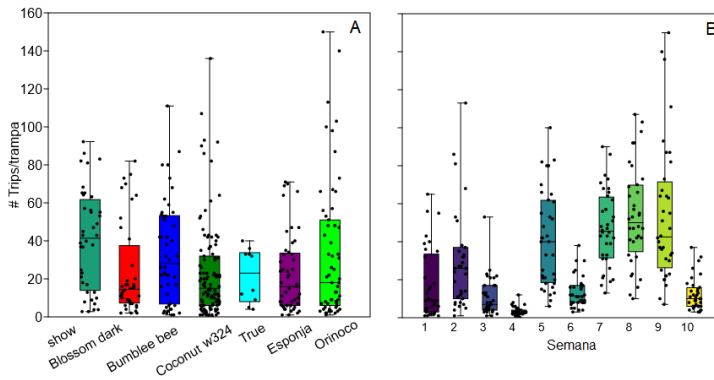 A
B
# Trips/trampa
160
140
120
100
80
60
40
20
0
show
Blossom dark
Bumblee bee
Coconut w324
True
Esponja
Orinoco
1 2 3 4 5 6 7 8 9 10
Semana